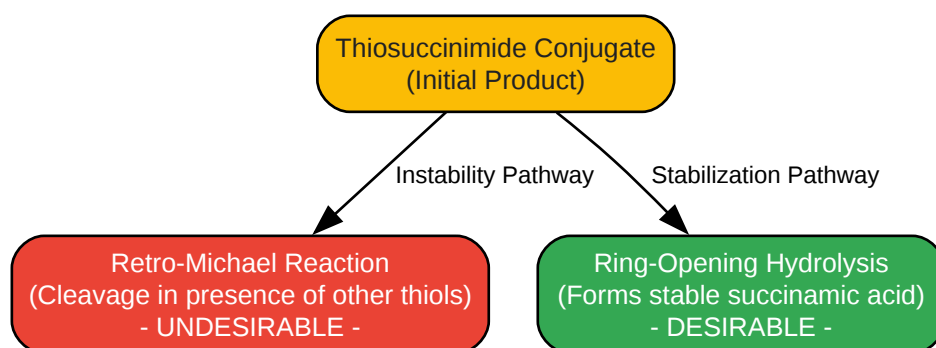 Thiosuccinimide Conjugate
(Initial Product)
Instability Pathway
Stabilization Pathway
Retro-Michael Reaction
(Cleavage in presence of other thiols)
- UNDESIRABLE -
Ring-Opening Hydrolysis
(Forms stable succinamic acid)
- DESIRABLE -